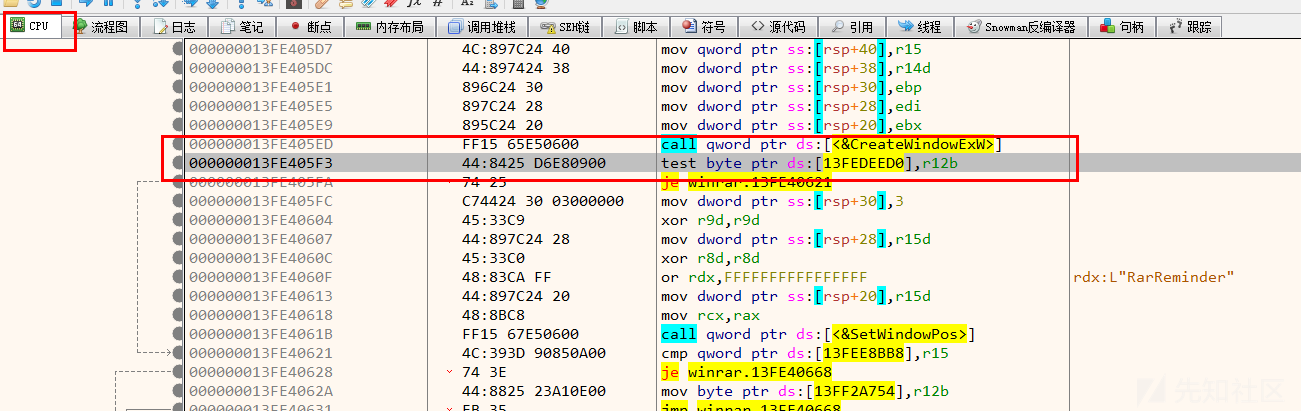 CPU 流程图 日志 笔记 断点 内存布局 调用堆栈 SEH链 脚本 符号 源代码 引用 线程 Snowman反编译器 句柄 跟踪
000000013FE405D7 4C:897C24 40 mov qword ptr ss:[rsp+40],r15
000000013FE405DC 44:897424 38 mov dword ptr ss:[rsp+38],r14d
000000013FE405E1 896C24 30 mov dword ptr ss:[rsp+30],ebp
000000013FE405E5 897C24 28 mov dword ptr ss:[rsp+28],edi
000000013FE405E9 895C24 20 mov dword ptr ss:[rsp+20],ebx
000000013FE405ED FF15 65E50600 call qword ptr ds:[<&CreateWindowExW>]
000000013FE405F3 44:8425 D6E80900 test byte ptr ds:[13FEDEED0],r12b
000000013FE405FA 74 25 je winrar.13FE40621
000000013FE405FC C74424 30 03000000 mov dword ptr ss:[rsp+30],3
000000013FE40604 45:33C9 xor r9d,r9d
000000013FE40607 44:897C24 28 mov dword ptr ss:[rsp+28],r15d
000000013FE4060C 45:33C0 xor r8d,r8d
000000013FE4060F 48:83CA FF or rdx,FFFFFFFFFFFFFFFF rdx:L"RarReminder"
000000013FE40613 44:897C24 20 mov dword ptr ss:[rsp+20],r15d
000000013FE40618 48:8BC8 mov rcx,rax
000000013FE4061B FF15 67E50600 call qword ptr ds:[<&SetWindowPos>]
000000013FE40621 4C:393D 90850A00 cmp qword ptr ds:[13FEE8BB8],r15
000000013FE40628 74 3E je winrar.13FE40668
000000013FE4062A 44:8825 23A10E00 mov byte ptr ds:[13FF2A754],r12b
000000013FE40631 EB 35 jmp winrar.13FE40668
先知社区